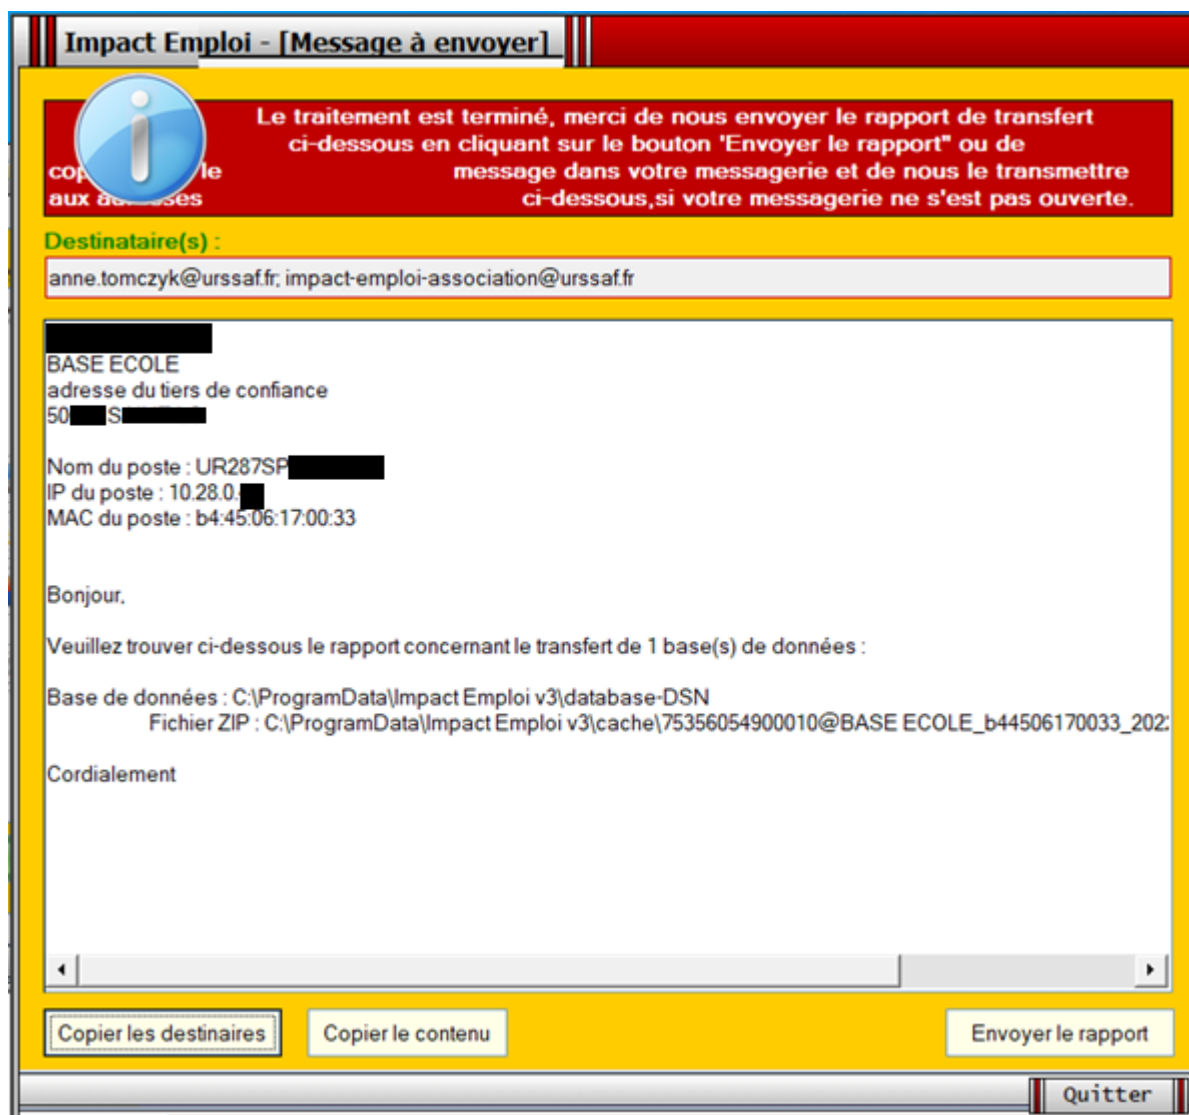 Impact Emploi - [Message à envoyer]
Le traitement est terminé, merci de nous envoyer le rapport de transfert
ci-dessous en cliquant sur le bouton 'Envoyer le rapport" ou de
le message dans votre messagerie et de nous le transmettre
aux ci-dessous,si votre messagerie ne s'est pas ouverte.
Destinataire(s) :
anne.tomczyk@urssaf.fr; impact-emploi-association@urssaf.fr
BASE ECOLE
adresse du tiers de confiance
50 S
Nom du poste : UR287SP
IP du poste : 10.28.0.
MAC du poste : b4:45:06:17:00:33
Bonjour,
Veuillez trouver ci-dessous le rapport concernant le transfert de 1 base(s) de données :
Base de données : C:\ProgramData\Impact Emploi v3\database-DSN
Fichier ZIP : C:\ProgramData\Impact Emploi v3\cache\75356054900010@BASE ECOLE_b44506170033_202
Cordialement
Copier les destinaires
Copier le contenu
Envoyer le rapport
Quitter